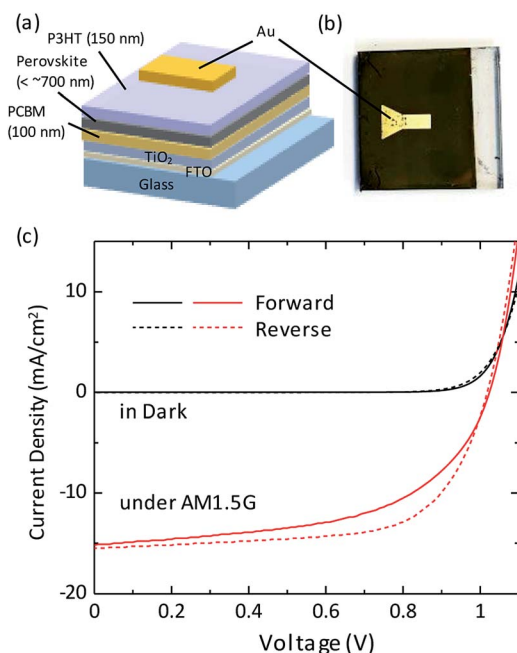 (a)
P3HT (150 nm)
Perovskite
(< ~700 nm)
PCBM
(100 nm)
TiO₂
FTO
Glass
Au
(b)
(c)
Current Density (mA/cm²)
10
0
-10
-20
Forward
Reverse
in Dark
under AM1.5G
0
0.2
0.4
0.6
0.8
1
Voltage (V)